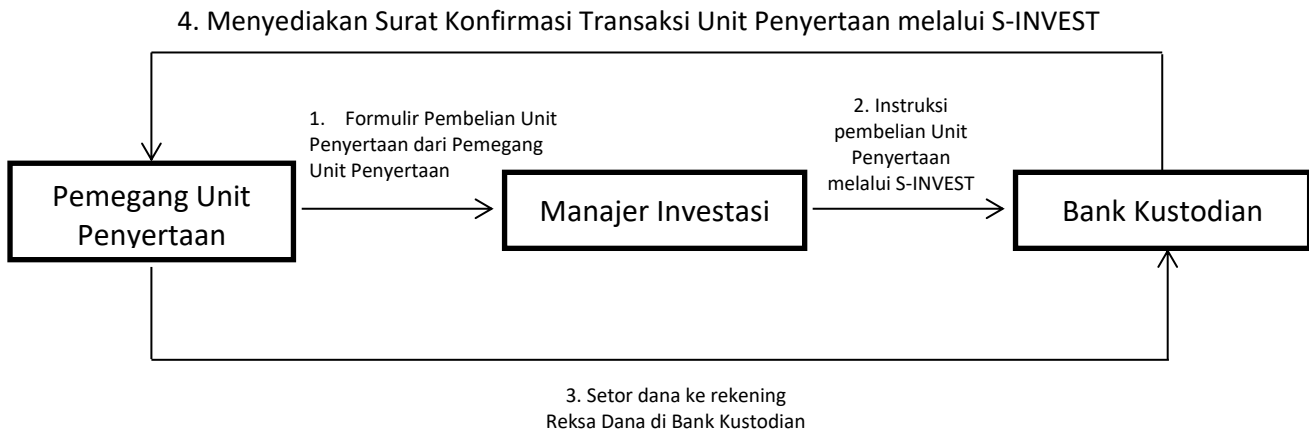 4. Menyediakan Surat Konfirmasi Transaksi Unit Penyertaan melalui S-INVEST
1. Formulir Pembelian Unit
Penyertaan dari Pemegang
Unit Penyertaan
2. Instruksi
pembelian Unit
Penyertaan
melalui S-INVEST
Pemegang Unit
Penyertaan
Manajer Investasi
Bank Kustodian
3. Setor dana ke rekening
Reksa Dana di Bank Kustodian